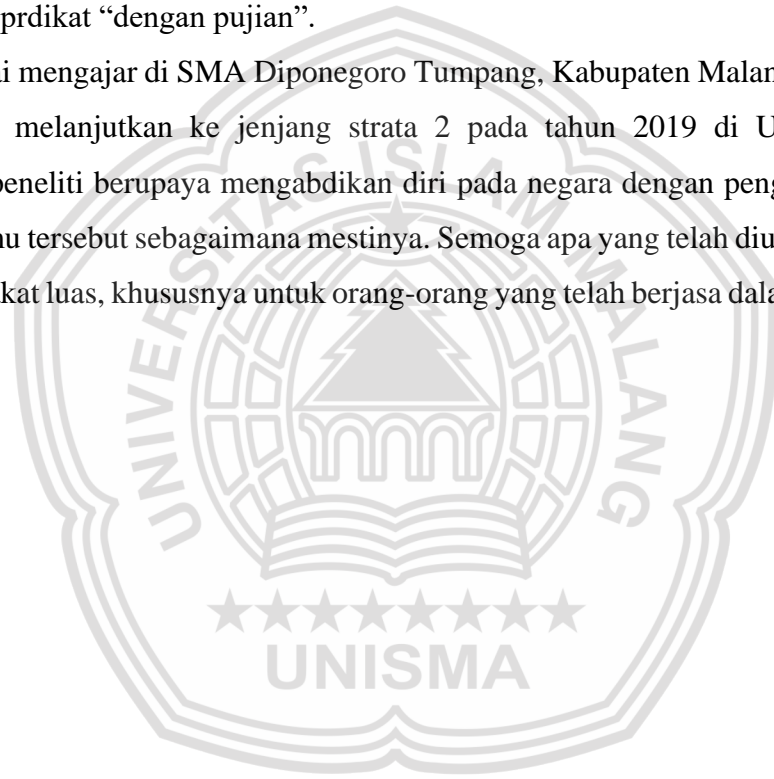 prdikat “dengan pujian”.
ai mengajar di SMA Diponegoro Tumpang, Kabupaten Malan
melanjutkan ke jenjang strata 2 pada tahun 2019 di U
peneliti berupaya mengabdikan diri pada negara dengan peng
u tersebut sebagaimana mestinya. Semoga apa yang telah diu
kat luas, khususnya untuk orang-orang yang telah berjasa dala
UNIVERSITAS ISLAM MALANG
UNISMA